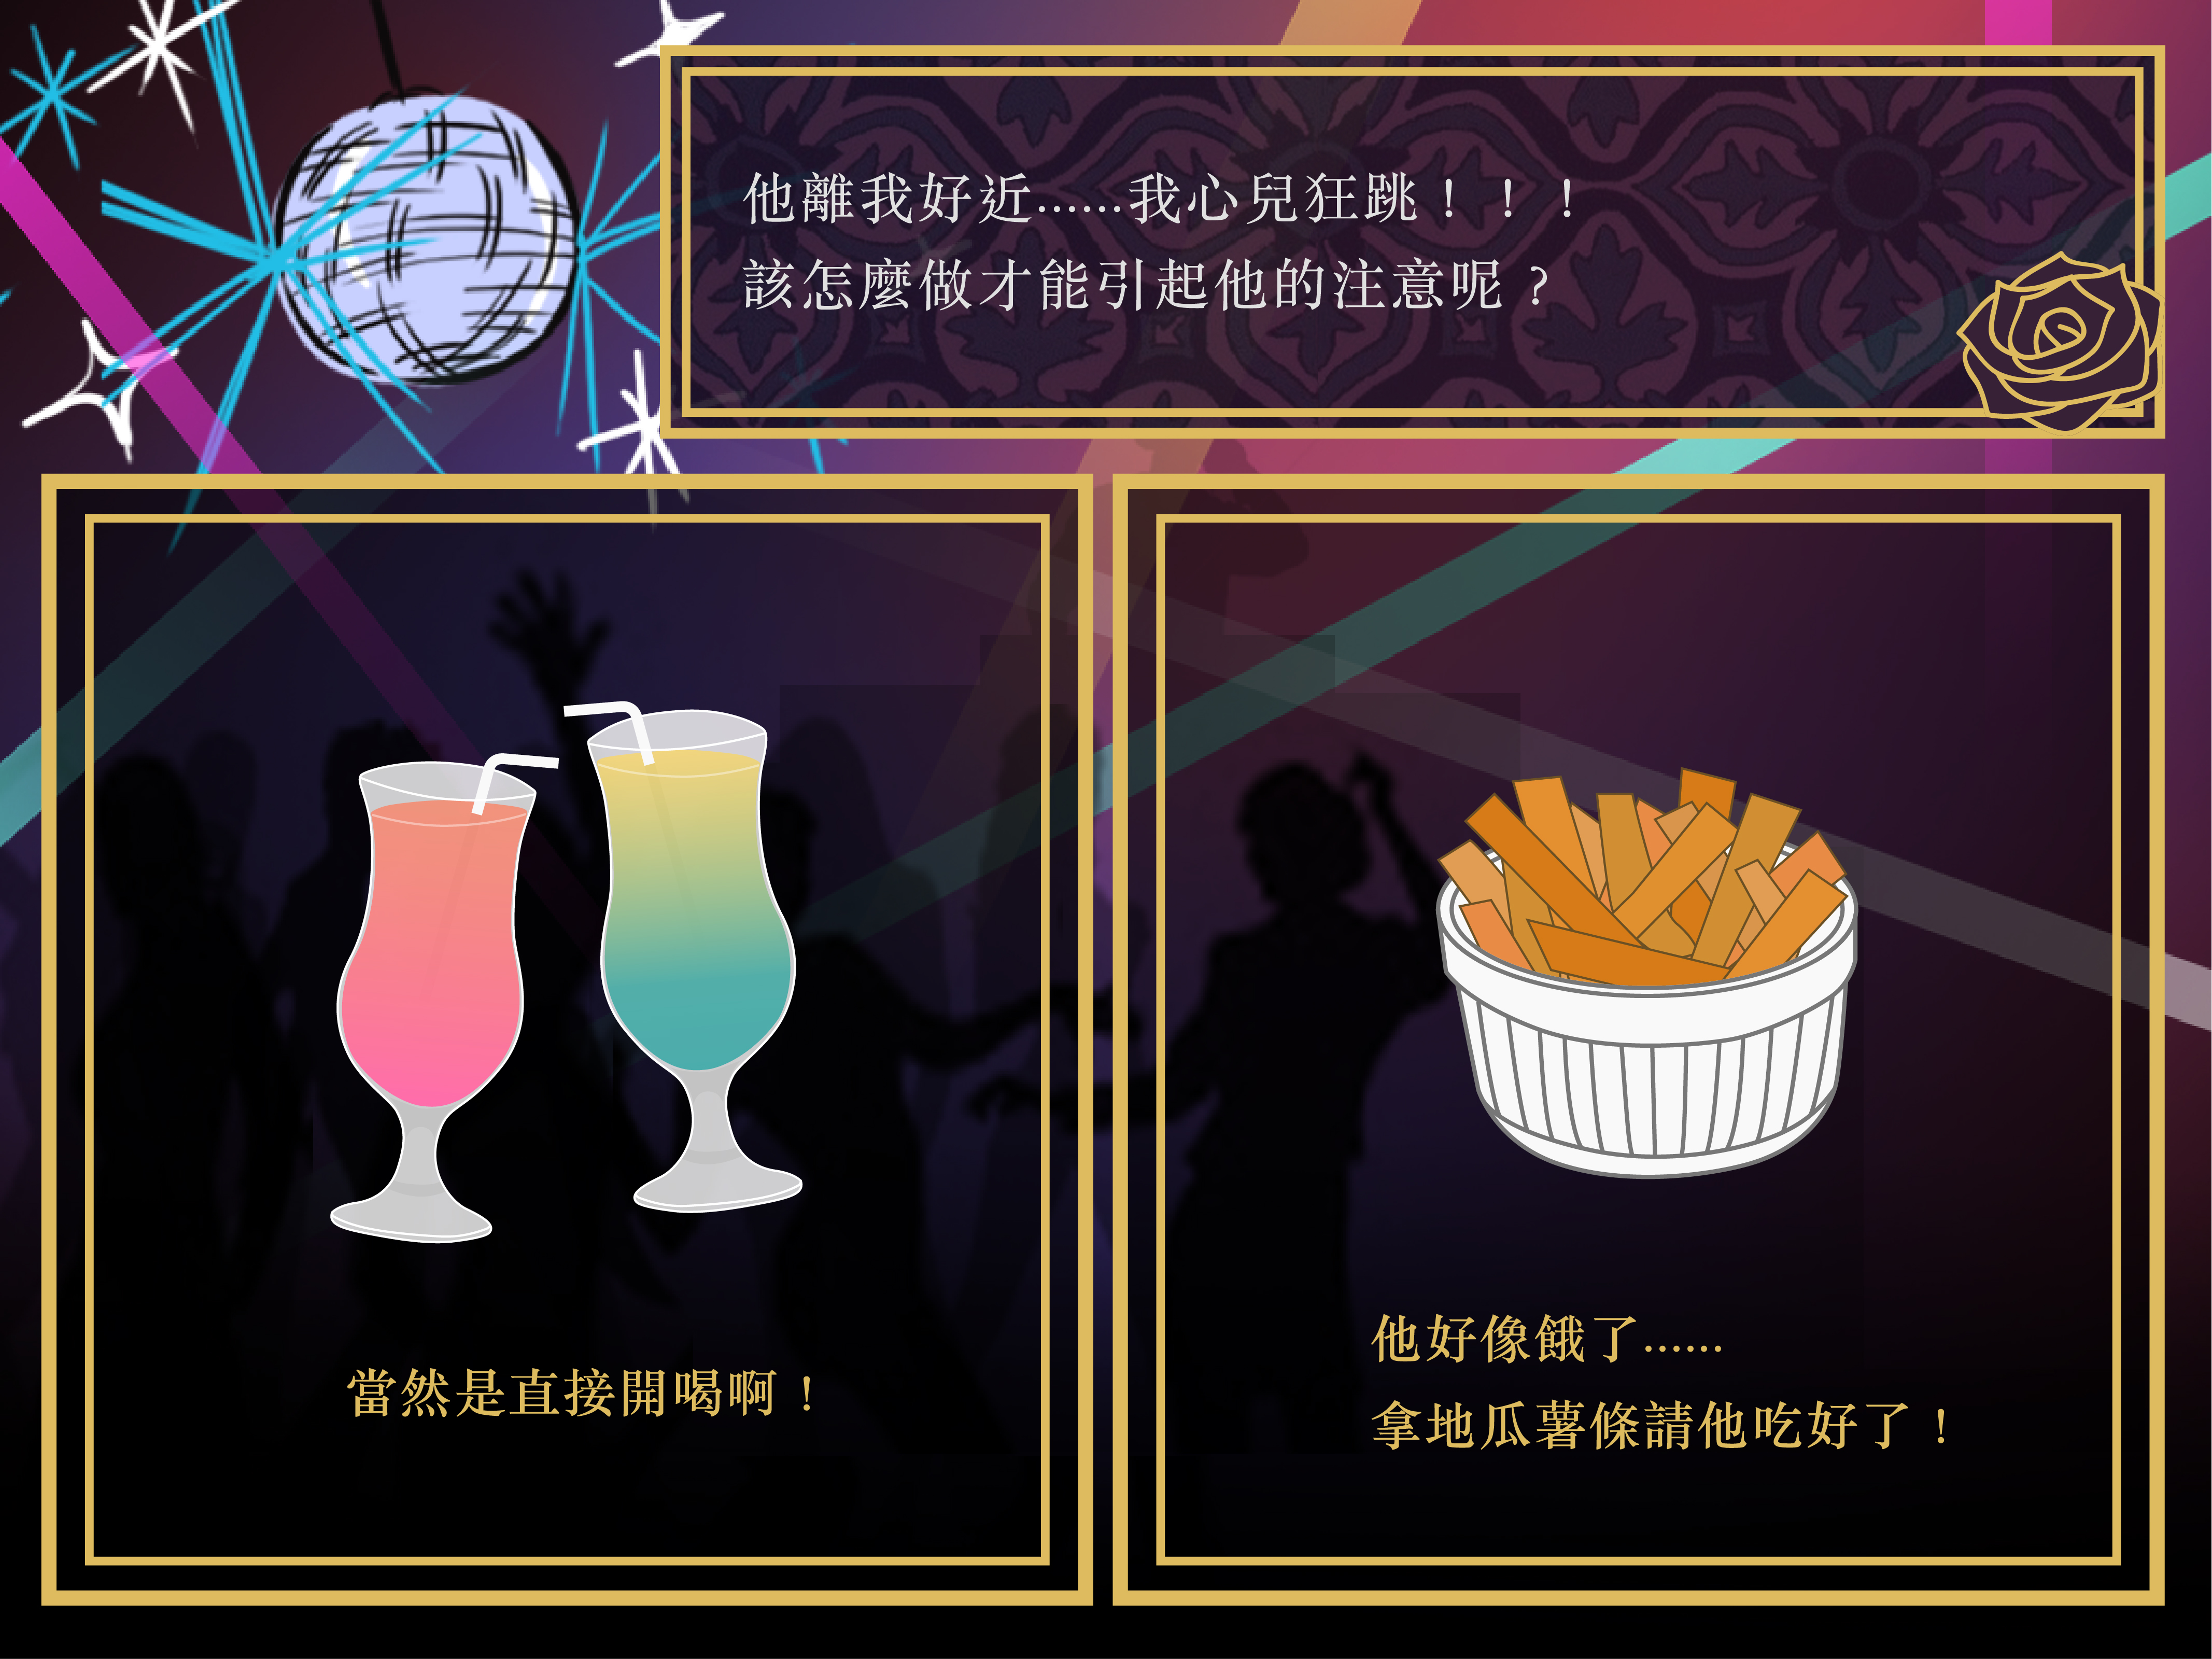 他離我好近……我心兒狂跳！！！
該怎麼做才能引起他的注意呢？
當然是直接開喝啊！
他好像餓了……
拿地瓜薯條請他吃好了！